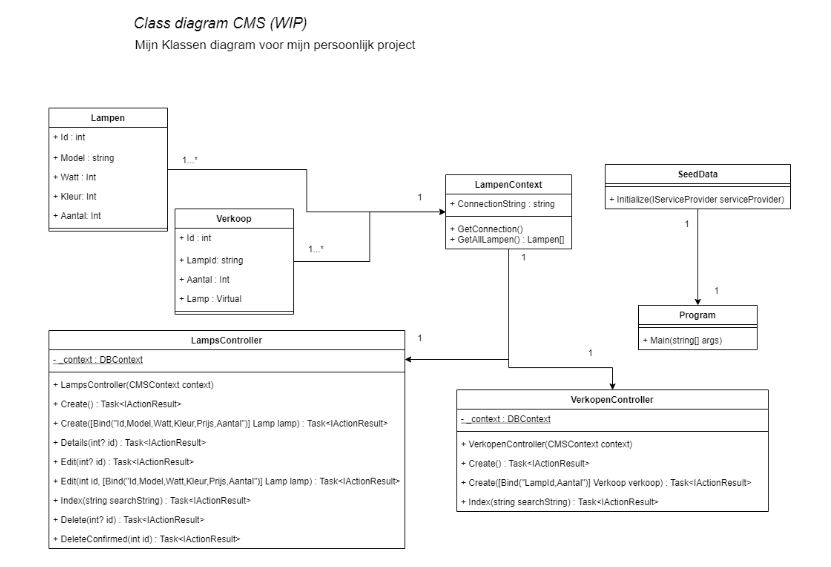 Class diagram CMS (WIP)
Mijn Klassen diagram voor mijn persoonlijk project
Lampen
+ Id : int
+ Model : string
+ Watt : Int
+ Kleur: Int
+ Aantal: Int
1...*
Verkoop
+ Id : int
+ LampId: string
+ Aantal : Int
+ Lamp : Virtual
1...*
1
LampenContext
+ ConnectionString : string
+ GetConnection()
+ GetAllLampen() : Lampen[]
1
SeedData
+ Initialize(IServiceProvider serviceProvider)
1
1
Program
+ Main(string[] args)
LampsController
- _context : DBContext
+ LampsController(CMSContext context)
+ Create() : Task<IActionResult>
+ Create([Bind("Id,Model,Watt,Kleur,Prijs,Aantal")] Lamp lamp) : Task<IActionResult>
+ Details(int? id) : Task<IActionResult>
+ Edit(int? id) : Task<IActionResult>
+ Edit(int id, [Bind("Id,Model,Watt,Kleur,Prijs,Aantal")] Lamp lamp) : Task<IActionResult>
+ Index(string searchString) : Task<IActionResult>
+ Delete(int? id) : Task<IActionResult>
+ DeleteConfirmed(int id) : Task<IActionResult>
1
1
VerkopenController
- _context : DBContext
+ VerkopenController(CMSContext context)
+ Create() : Task<IActionResult>
+ Create([Bind("LampId,Aantal")] Verkoop verkoop) : Task<IActionResult>
+ Index(string searchString) : Task<IActionResult>